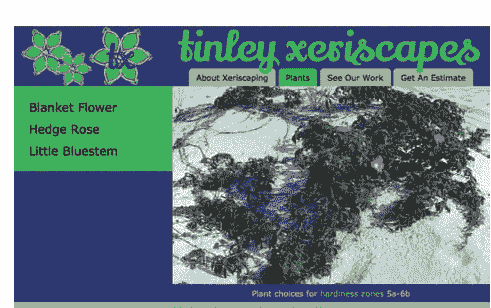 tx
tinley xeriscapes
About Xeriscaping Plants See Our Work Get An Estimate
Blanket Flower
Hedge Rose
Little Bluestem
Plant choices for hardiness zones 5a-6b